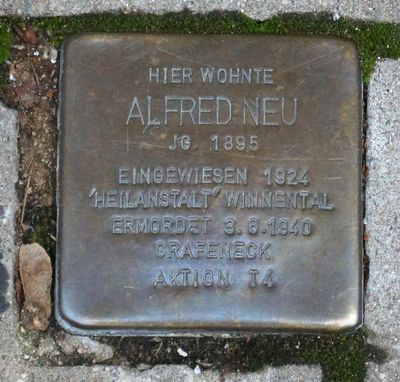 HIER WOHNTE
ALFRED NEU
JG. 1895
EINGEWIESEN 1924
'HEILANSTALT' WINNENTAL
ERMORDET 3.6.1940
GRAFENECK
AKTION T4